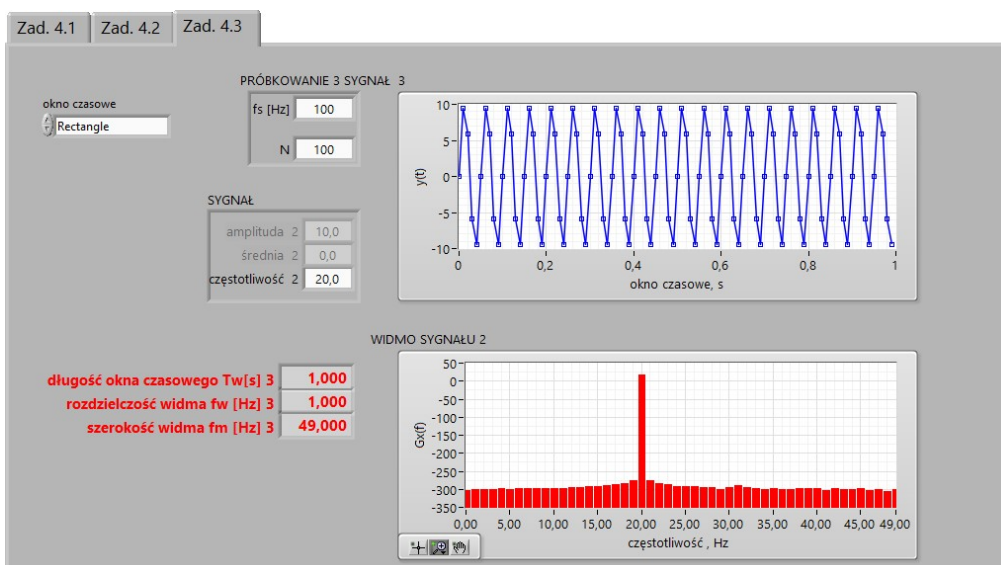 Zad. 4.1 Zad. 4.2 Zad. 4.3
PRÓBKOWANIE 3 SYGNAŁ 3
okno czasowe
Rectangle
fs [Hz] 100
N 100
SYGNAŁ
amplituda 2 10,0
średnia 2 0,0
częstotliwość 2 20,0
y(t)
10
5
0
-5
-10
0 0,2 0,4 0,6 0,8 1
okno czasowe, s
WIDMO SYGNAŁU 2
długość okna czasowego Tw[s] 3 1,000
rozdzielczość widma fw [Hz] 3 1,000
szerokość widma fm [Hz] 3 49,000
Gx(f)
50
0
-50
-100
-150
-200
-250
-300
-350
0,00 5,00 10,00 15,00 20,00 25,00 30,00 35,00 40,00 45,00 49,00
częstotliwość , Hz